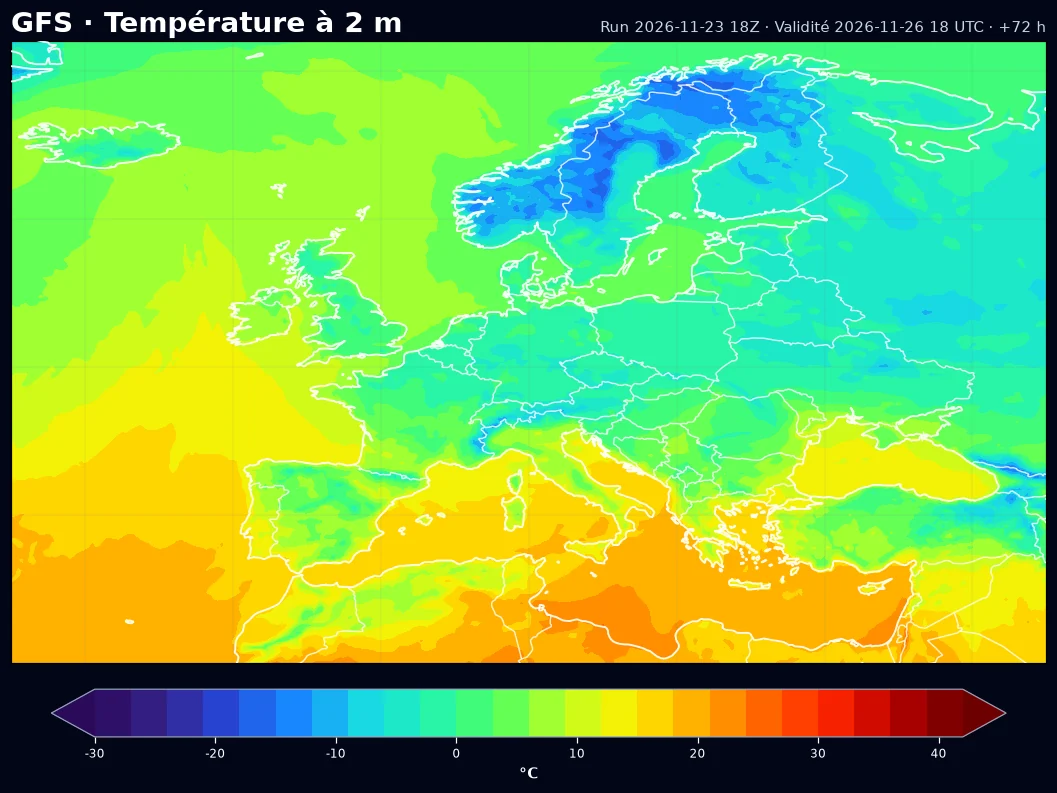 GFS · Température à 2 m
Run 2026-11-23 18Z · Validité 2026-11-26 18 UTC · +72 h
-30 -20 -10 0 10 20 30 40
°C